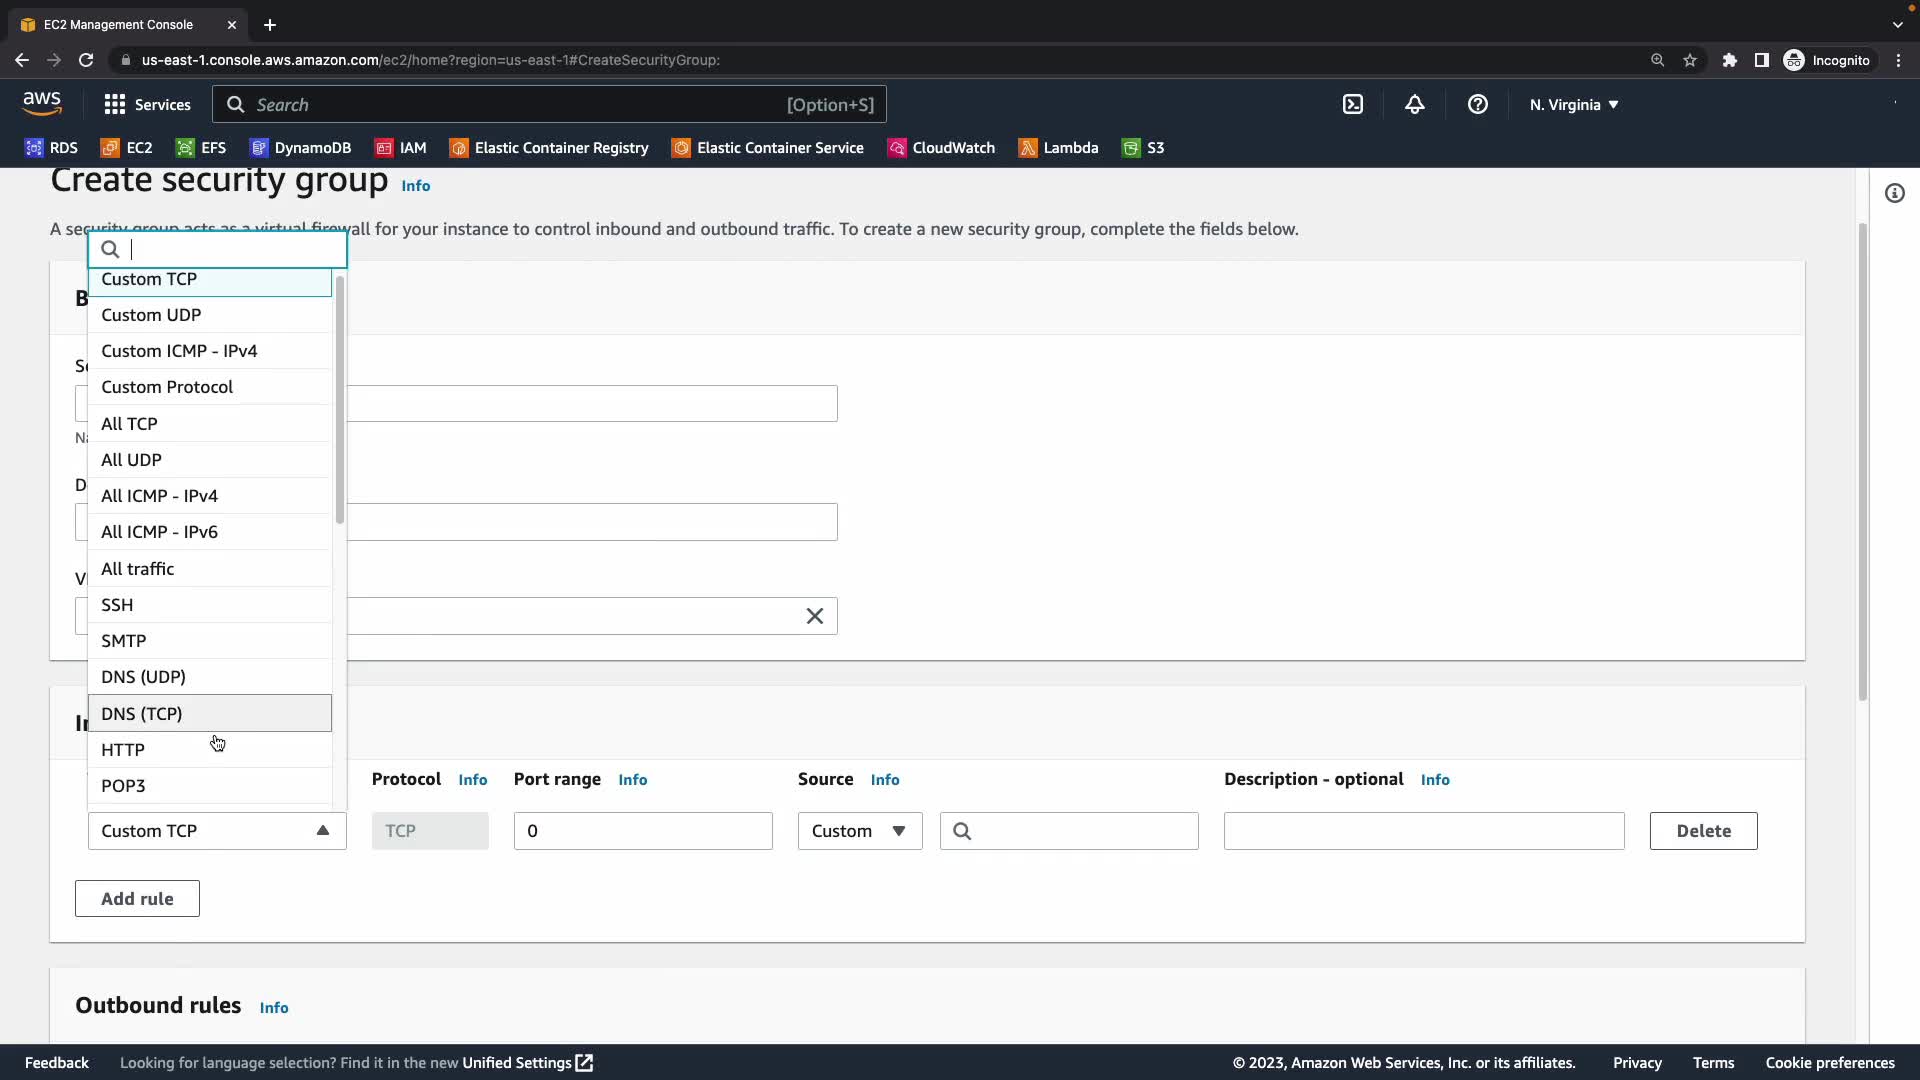 EC2 Management Console
us-east-1.console.aws.amazon.com/ec2/home?region=us-east-1#CreateSecurityGroup:
Incognito
aws
Services
Search
[Option+S]
N. Virginia
RDS
EC2
EFS
DynamoDB
IAM
Elastic Container Registry
Elastic Container Service
CloudWatch
Lambda
S3
Create security group Info
A security group acts as a virtual firewall for your instance to control inbound and outbound traffic. To create a new security group, complete the fields below.
Custom TCP
Custom UDP
Custom ICMP - IPv4
Custom Protocol
All TCP
All UDP
All ICMP - IPv4
All ICMP - IPv6
All traffic
SSH
SMTP
DNS (UDP)
DNS (TCP)
HTTP
POP3
Protocol Info Port range Info Source Info Description - optional Info
Custom TCP TCP 0 Custom Delete
Add rule
Outbound rules Info
Feedback Looking for language selection? Find it in the new Unified Settings © 2023, Amazon Web Services, Inc. or its affiliates. Privacy Terms Cookie preferences